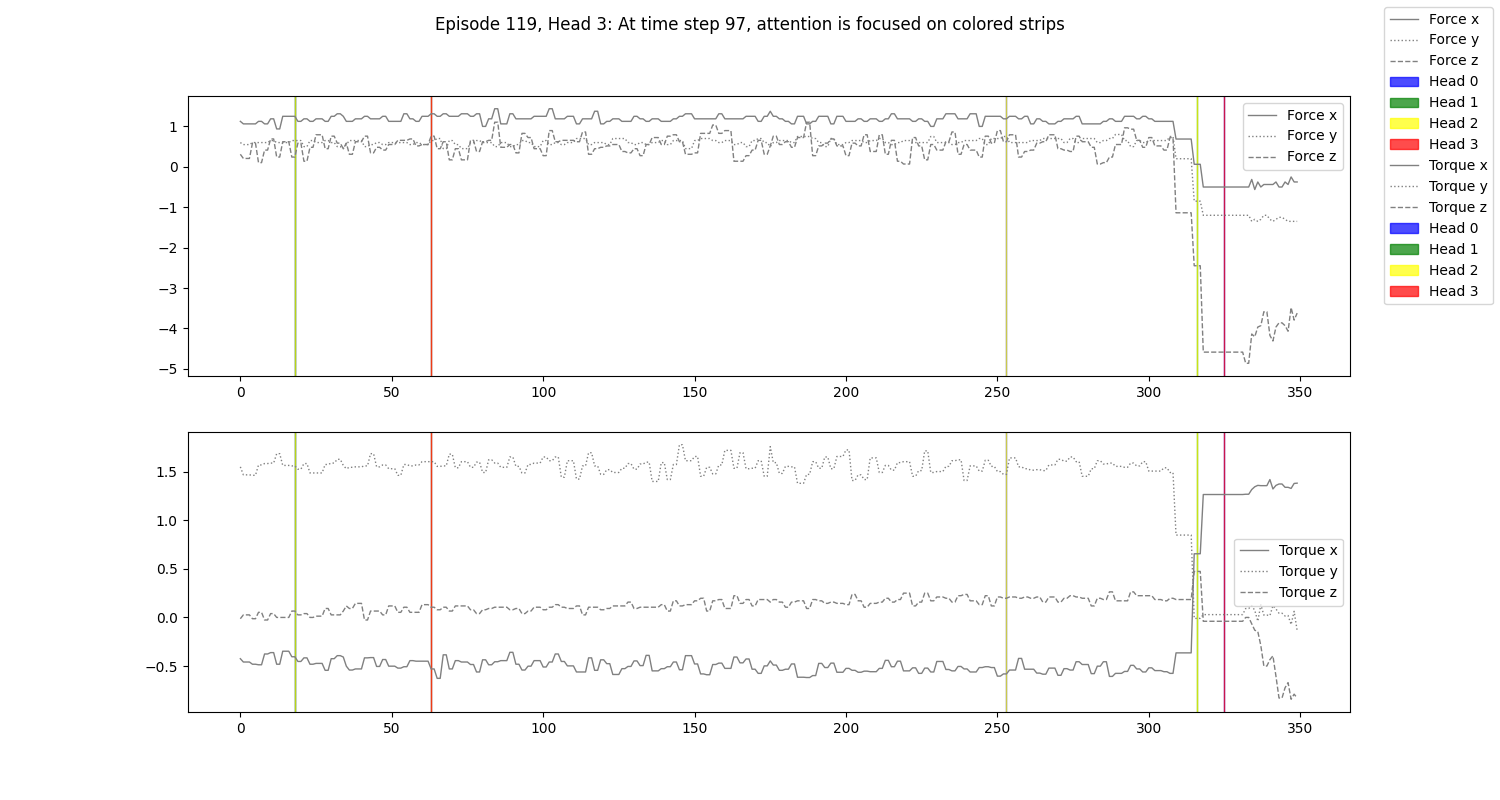 Episode 119, Head 3: At time step 97, attention is focused on colored strips
Force x
Force y
Force z
Head 0
Head 1
Head 2
Head 3
Torque x
Torque y
Torque z
Head 0
Head 1
Head 2
Head 3
1
0
−1
−2
−3
−4
−5
Force x
Force y
Force z
0
50
100
150
200
250
300
350
1.5
1.0
0.5
0.0
−0.5
Torque x
Torque y
Torque z
0
50
100
150
200
250
300
350